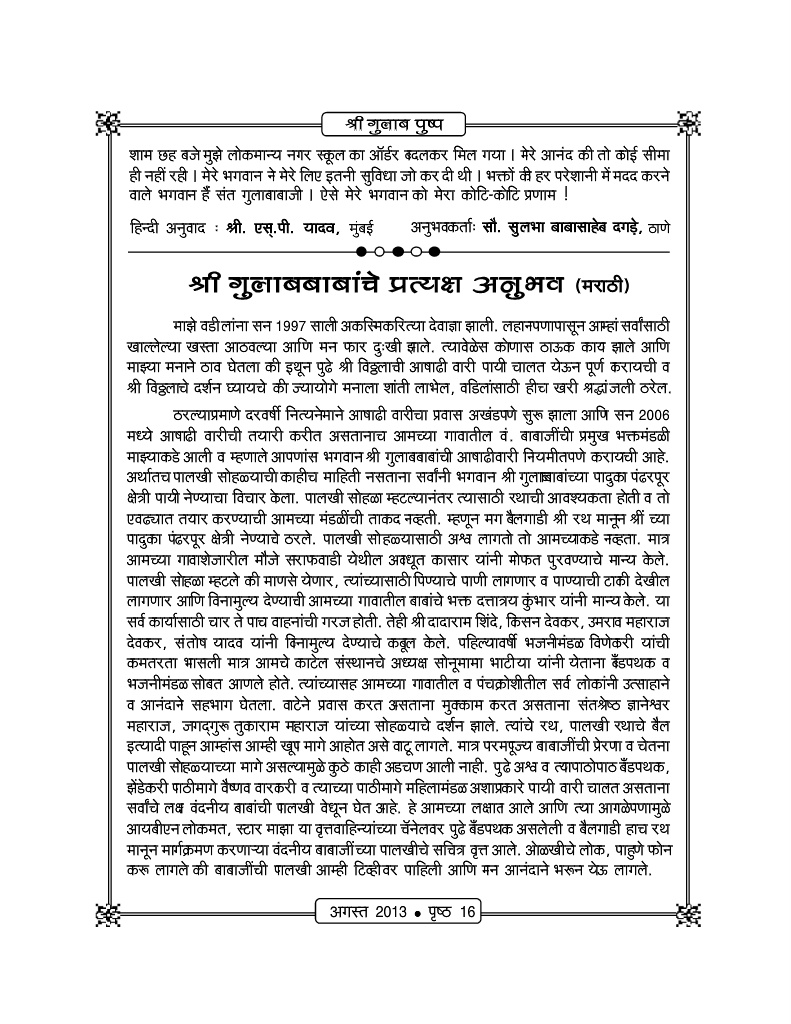 श्री गुलाब पुष्प
शाम छह बजे मुझे लोकमान्य नगर स्कूल का ऑर्डर बदलकर मिल गया । मेरे आनंद की तो कोई सीमा
ही नहीं रही । मेरे भगवान ने मेरे लिए इतनी सुविधा जो कर दी थी । भक्तों की हर परेशानी में मदद करने
वाले भगवान हैं संत गुलाबाबाजी । ऐसे मेरे भगवान को मेरा कोटि-कोटि प्रणाम !
हिन्दी अनुवाद : श्री. एस्.पी. यादव, मुंबई अनुभवकर्ताः सौ. सुलभा बाबासाहेब दगडे, ठाणे
श्री गुलाबबाबांचे प्रत्यक्ष अनुभव (मराठी)
माझे वडीलांना सन 1997 साली अकस्मिकरित्या देवाज्ञा झाली. लहानपणापासून आम्हां सर्वांसाठी
खाल्लेल्या खस्ता आठवल्या आणि मन फार दुःखी झाले. त्यावेळेस कोणास ठाऊक काय झाले आणि
माझ्या मनाने ठाव घेतला की इथून पुढे श्री विठ्ठलाची आषाढी वारी पायी चालत येऊन पूर्ण करायची व
श्री विठ्ठलाचे दर्शन घ्यायचे की ज्यायोगे मनाला शांती लाभेल, वडिलांसाठी हीच खरी श्रद्धांजली ठरेल.
ठरल्याप्रमाणे दरवर्षी नित्यनेमाने आषाढी वारीचा प्रवास अखंडपणे सुरू झाला आणि सन 2006
मध्ये आषाढी वारीची तयारी करीत असतानाच आमच्या गावातील वं. बाबाजींची प्रमुख भक्तमंडळी
माझ्याकडे आली व म्हणाले आपणांस भगवान श्री गुलाबबाबांची आषाढीवारी नियमीतपणे करायची आहे.
अर्थातच पालखी सोहळ्याची काहीच माहिती नसताना सर्वांनी भगवान श्री गुलाबबाबांच्या पादुका पंढरपूर
क्षेत्री पायी नेण्याचा विचार केला. पालखी सोहळा म्हटल्यानंतर त्यासाठी रथाची आवश्यकता होती व तो
एवढ्यात तयार करण्याची आमच्या मंडळींची ताकद नव्हती. म्हणून मग बैलगाडी श्री रथ मानून श्रीं च्या
पादुका पंढरपूर क्षेत्री नेण्याचे ठरले. पालखी सोहळ्यासाठी अश्व लागतो तो आमच्याकडे नव्हता. मात्र
आमच्या गावाशेजारील मौजे सराफवाडी येथील अवधूत कासार यांनी मोफत पुरवण्याचे मान्य केले.
पालखी सोहळा म्हटले की माणसे येणार, त्यांच्यासाठी पिण्याचे पाणी लागणार व पाण्याची टाकी देखील
लागणार आणि विनामुल्य देण्याची आमच्या गावातील बाबांचे भक्त दत्तात्रय कुंभार यांनी मान्य केले. या
सर्व कार्यासाठी चार ते पाच वाहनांची गरज होती. तेही श्री दादाराम शिंदे, किसन देवकर, उमराव महाराज
देवकर, संतोष यादव यांनी विनामुल्य देण्याचे कबूल केले. पहिल्यावर्षी भजनीमंडळ विणेकरी यांची
कमतरता भासली मात्र आमचे काटेल संस्थानचे अध्यक्ष सोनूमामा भाटीया यांनी येताना बँडपथक व
भजनीमंडळ सोबत आणले होते. त्यांच्यासह आमच्या गावातील व पंचक्रोशीतील सर्व लोकांनी उत्साहाने
व आनंदाने सहभाग घेतला. वाटेने प्रवास करत असताना मुक्काम करत असताना संतश्रेष्ठ ज्ञानेश्वर
महाराज, जगद्‌गुरू तुकाराम महाराज यांच्या सोहळ्याचे दर्शन झाले. त्यांचे रथ, पालखी रथाचे बैल
इत्यादी पाहून आम्हांस आम्ही खूप मागे आहोत असे वाटू लागले. मात्र परमपूज्य बाबाजींची प्रेरणा व चेतना
पालखी सोहळ्याच्या मागे असल्यामुळे कुठे काही अडचण आली नाही. पुढे अश्व व त्यापाठोपाठ बँडपथक,
झेंडेकरी पाठीमागे वैष्णव वारकरी व त्याच्या पाठीमागे महिलामंडळ अशाप्रकारे पायी वारी चालत असताना
सर्वांचे लक्ष वंदनीय बाबांची पालखी वेधून घेत आहे. हे आमच्या लक्षात आले आणि त्या आगळेपणामुळे
आयबीएन लोकमत, स्टार माझा या वृत्तवाहिन्यांच्या चॅनेलवर पुढे बँडपथक असलेली व बैलगाडी हाच रथ
मानून मार्गक्रमण करणाऱ्या वंदनीय बाबाजींच्या पालखीचे सचित्र वृत्त आले. ओळखीचे लोक, पाहुणे फोन
करू लागले की बाबाजींची पालखी आम्ही टिव्हीवर पाहिली आणि मन आनंदाने भरून येऊ लागले.
अगस्त 2013 ● पृष्ठ 16